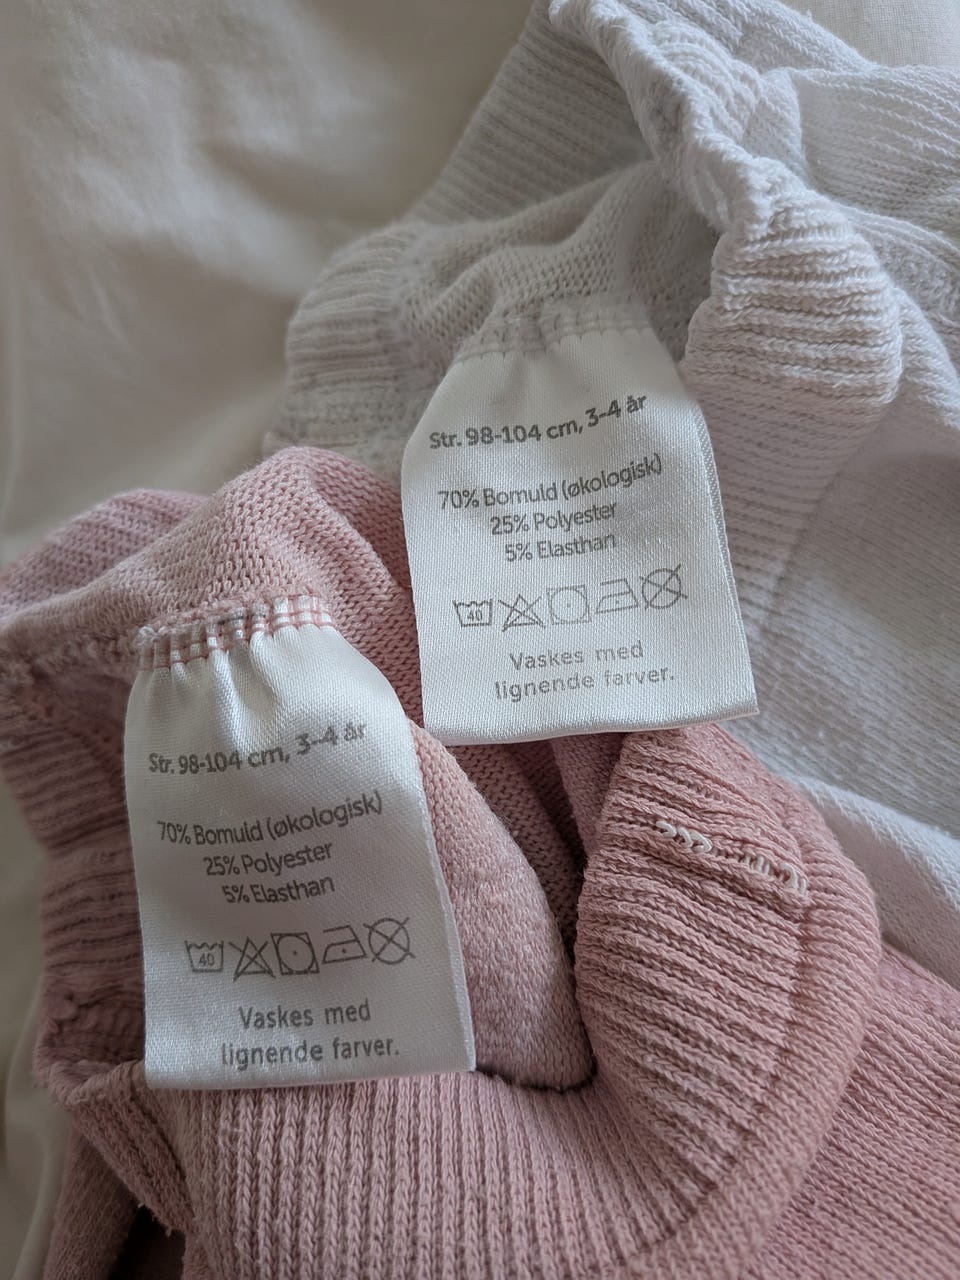 Str. 98-104 cm, 3-4 år
70% Bomuld (økologisk)
25% Polyester
5% Elasthan
40
Vaskes med
lignende farver.
Str. 98-104 cm, 3-4 år
70% Bomuld (økologisk)
25% Polyester
5% Elasthan
40
Vaskes med
lignende farver.